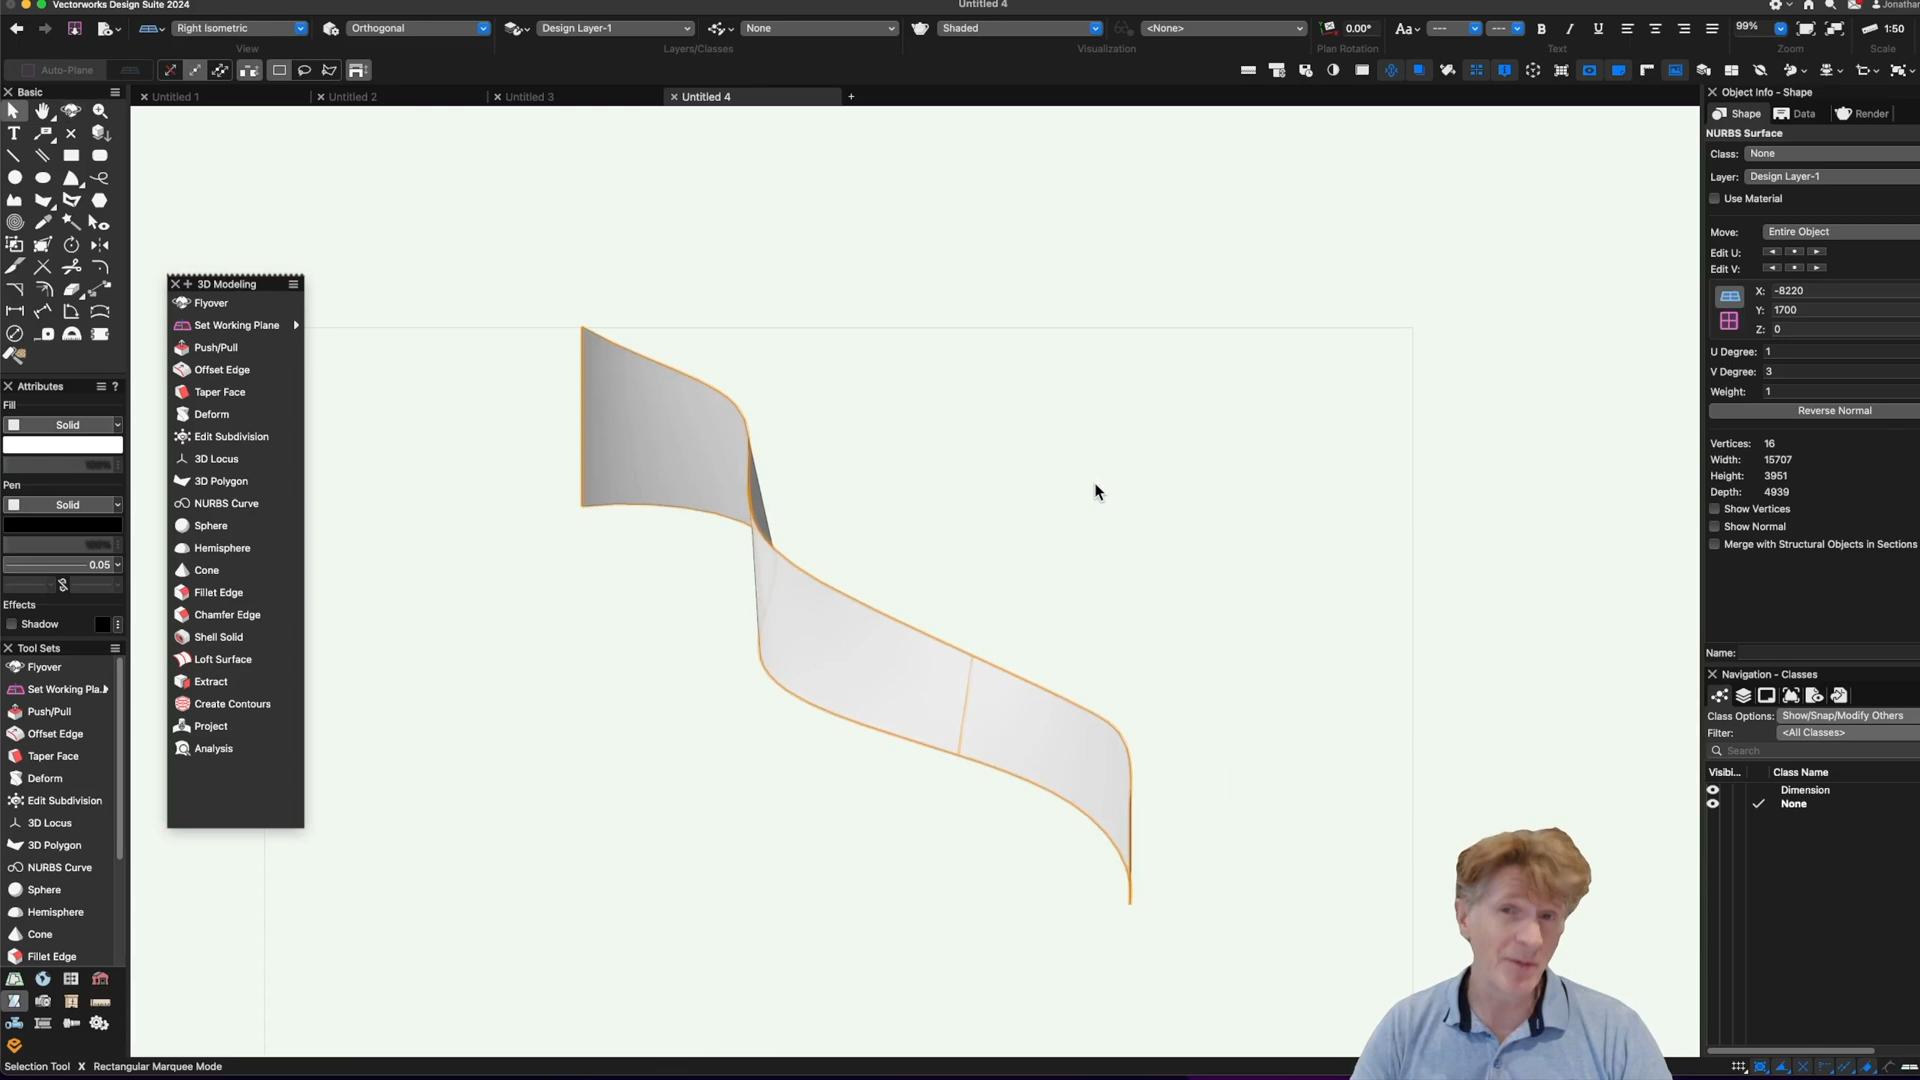 Vectorworks Design Suite 2024
Untitled 4
Jonathan
Right Isometric
Orthogonal
Design Layer-1
None
Shaded
<None>
0.00°
Aa
---
---
B
I
U
99%
1:50
View
Layers/Classes
Visualization
Plan Rotation
Text
Zoom
Scale
Auto-Plane
Basic
Untitled 1
Untitled 2
Untitled 3
Untitled 4
T
Attributes
?
Fill
Solid
100%
Pen
Solid
100%
0.05
Effects
Shadow
Tool Sets
Flyover
Set Working Pla..
Push/Pull
Offset Edge
Taper Face
Deform
Edit Subdivision
3D Locus
3D Polygon
NURBS Curve
Sphere
Hemisphere
Cone
Fillet Edge
3D Modeling
Flyover
Set Working Plane
Push/Pull
Offset Edge
Taper Face
Deform
Edit Subdivision
3D Locus
3D Polygon
NURBS Curve
Sphere
Hemisphere
Cone
Fillet Edge
Chamfer Edge
Shell Solid
Loft Surface
Extract
Create Contours
Project
Analysis
Object Info - Shape
Shape
Data
Render
NURBS Surface
Class: None
Layer: Design Layer-1
Use Material
Move: Entire Object
Edit U:
Edit V:
X: -8220
Y: 1700
Z: 0
U Degree: 1
V Degree: 3
Weight: 1
Reverse Normal
Vertices: 16
Width: 15707
Height: 3951
Depth: 4939
Show Vertices
Show Normal
Merge with Structural Objects in Sections
Name:
Navigation - Classes
Class Options: Show/Snap/Modify Others
Filter: <All Classes>
Search
Visibi...
Class Name
Dimension
None
Selection Tool X Rectangular Marquee Mode